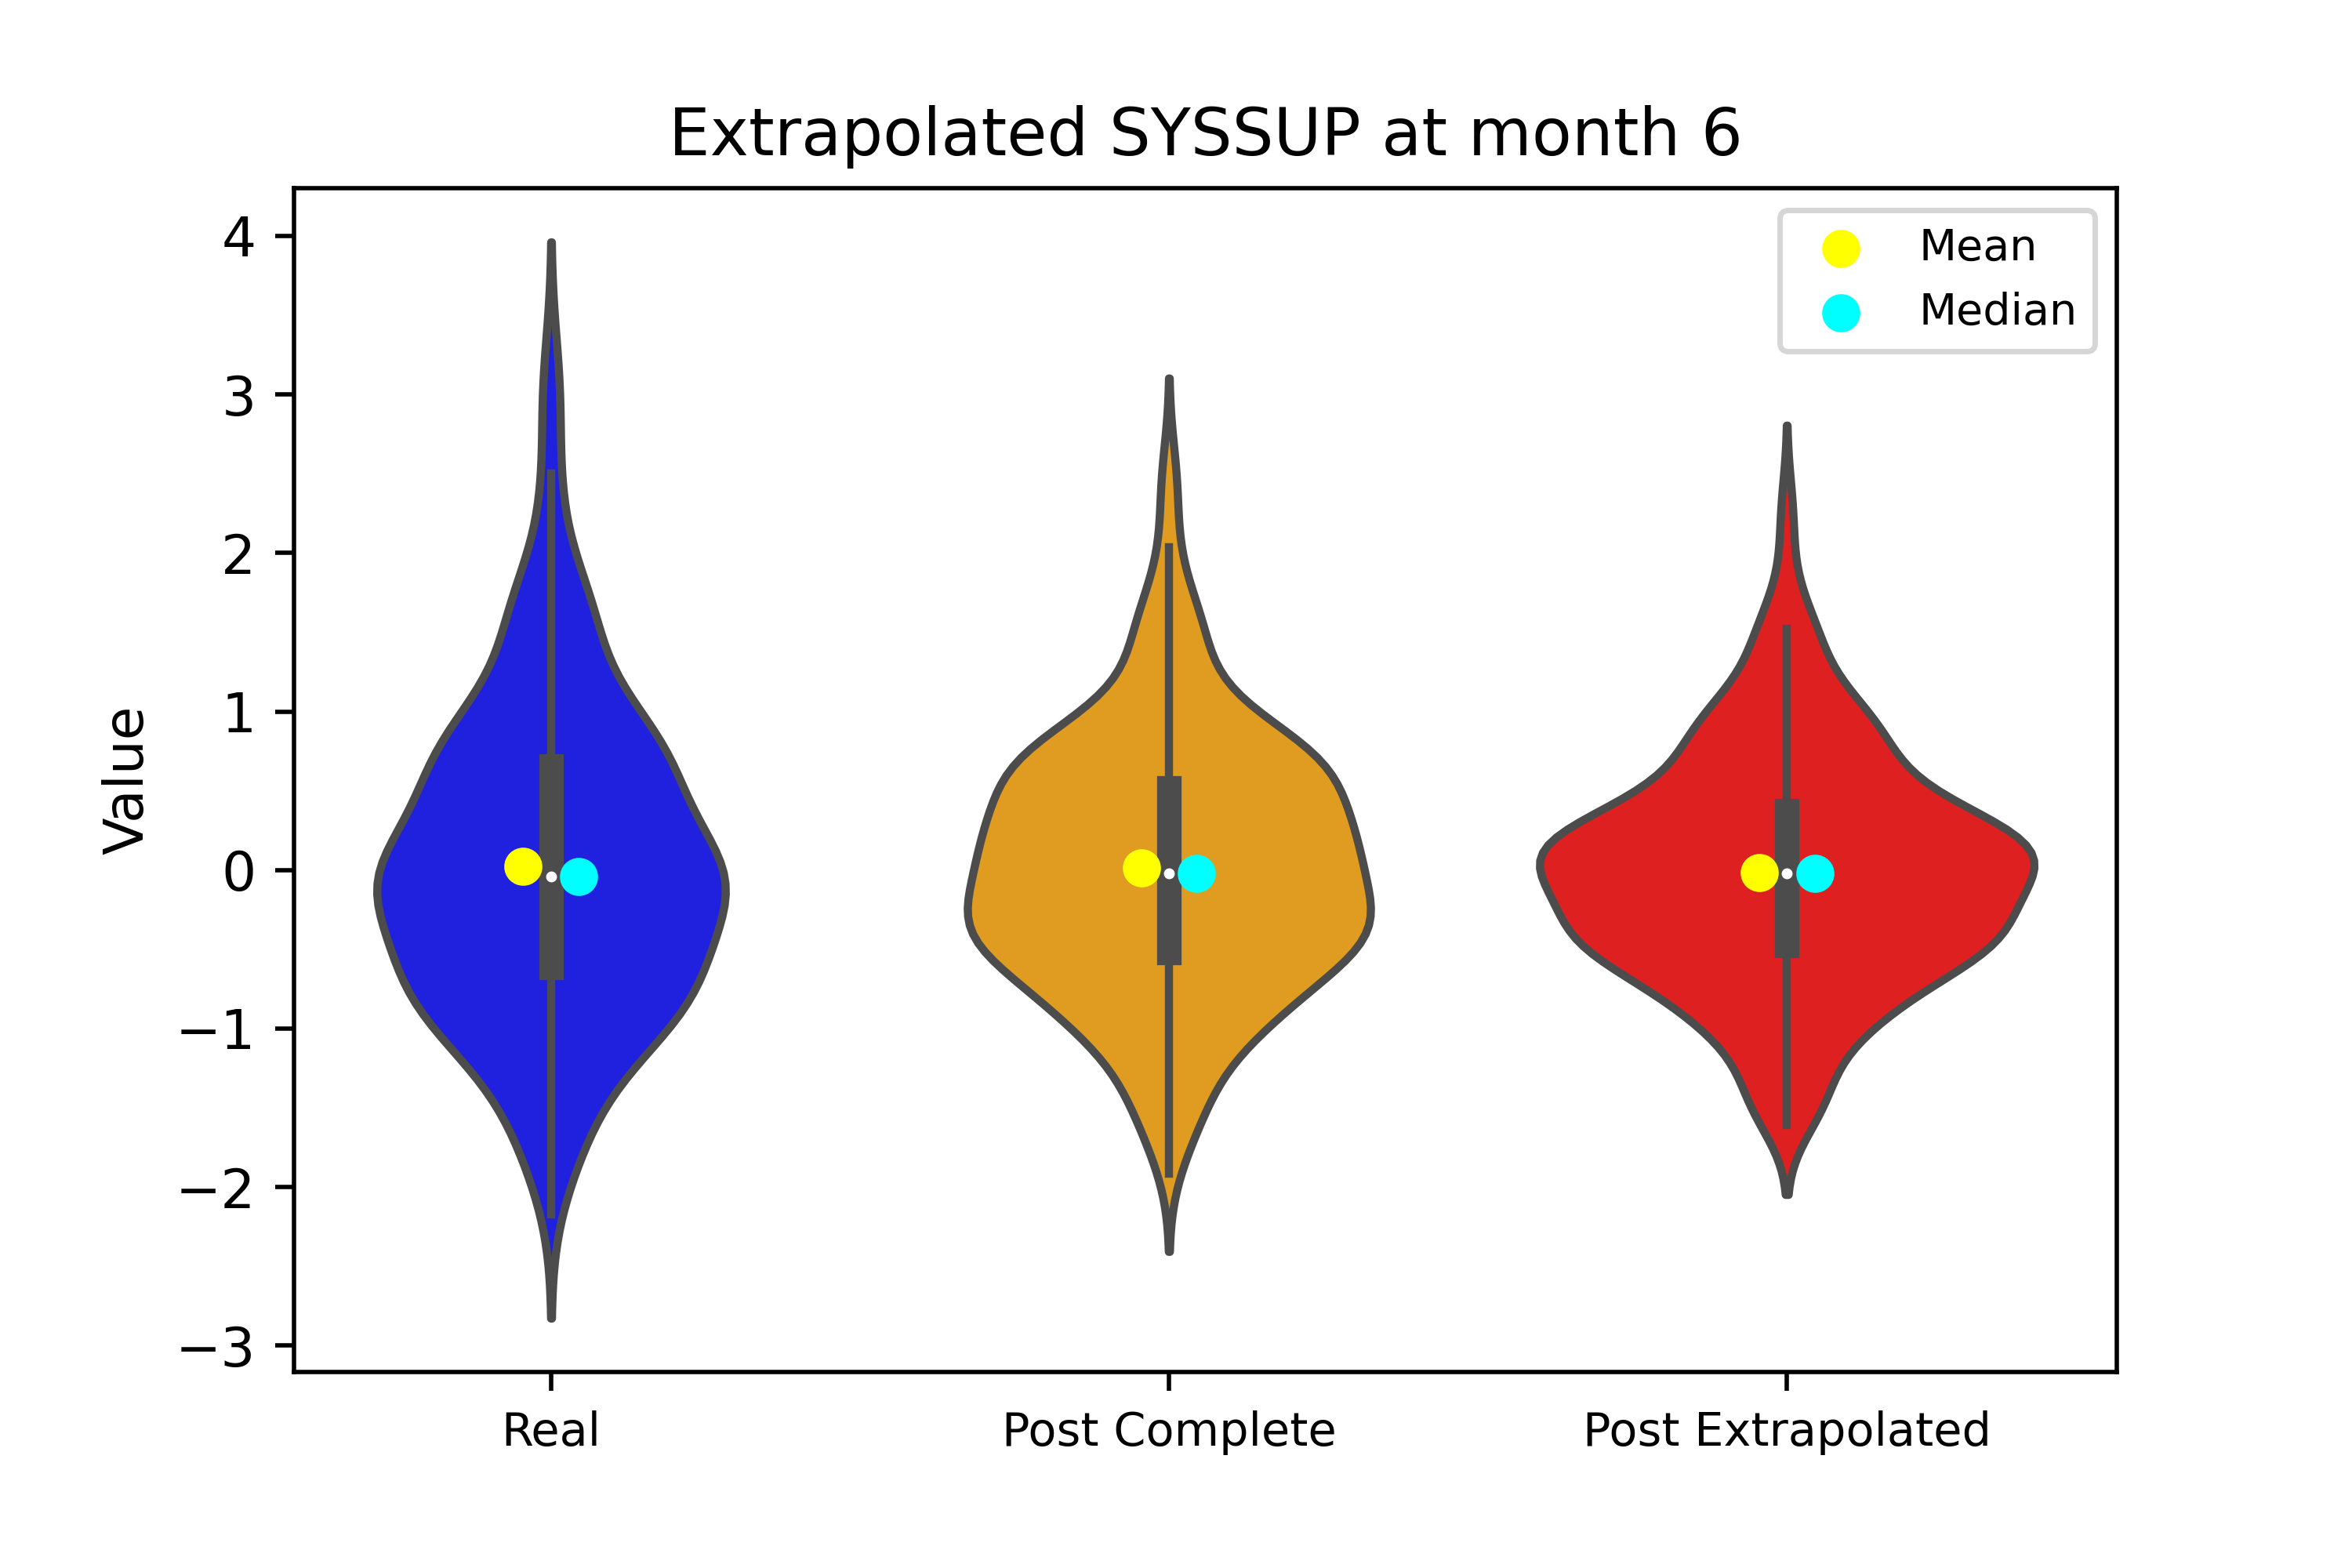 Extrapolated SYSSUP at month 6
Mean
Median
Value
4
3
2
1
0
−1
−2
−3
Real
Post Complete
Post Extrapolated